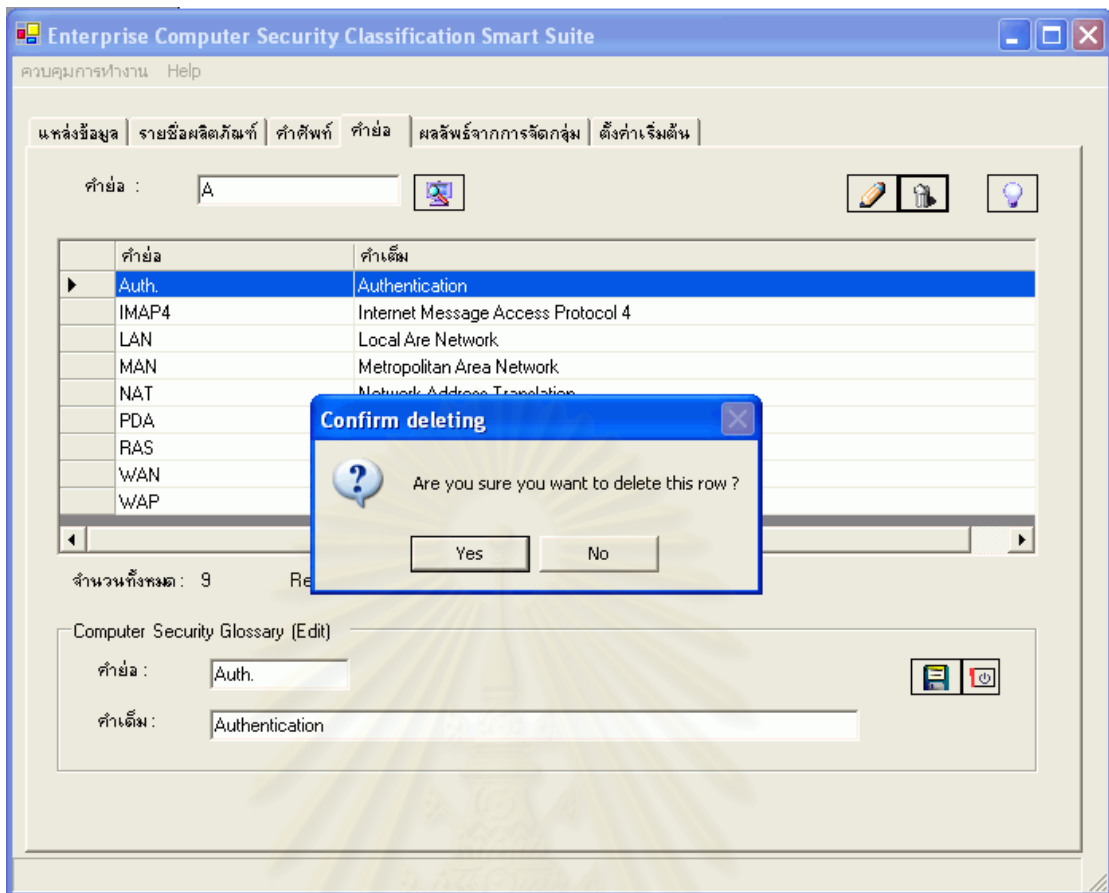 Enterprise Computer Security Classification Smart Suite
ควบคุมการทำงาน Help
แหล่งข้อมูล รายชื่อผลิตภัณฑ์ คำศัพท์ คำย่อ ผลลัพธ์จากการจัดกลุ่ม ตั้งค่าเริ่มต้น
คำย่อ : A
คำย่อ คำเต็ม
Auth. Authentication
IMAP4 Internet Message Access Protocol 4
LAN Local Are Network
MAN Metropolitan Area Network
NAT Network Address Translation
PDA
RAS
WAN
WAP
Confirm deleting
Are you sure you want to delete this row ?
Yes No
จำนวนทั้งหมด : 9 Re
Computer Security Glossary (Edit)
คำย่อ : Auth.
คำเต็ม : Authentication